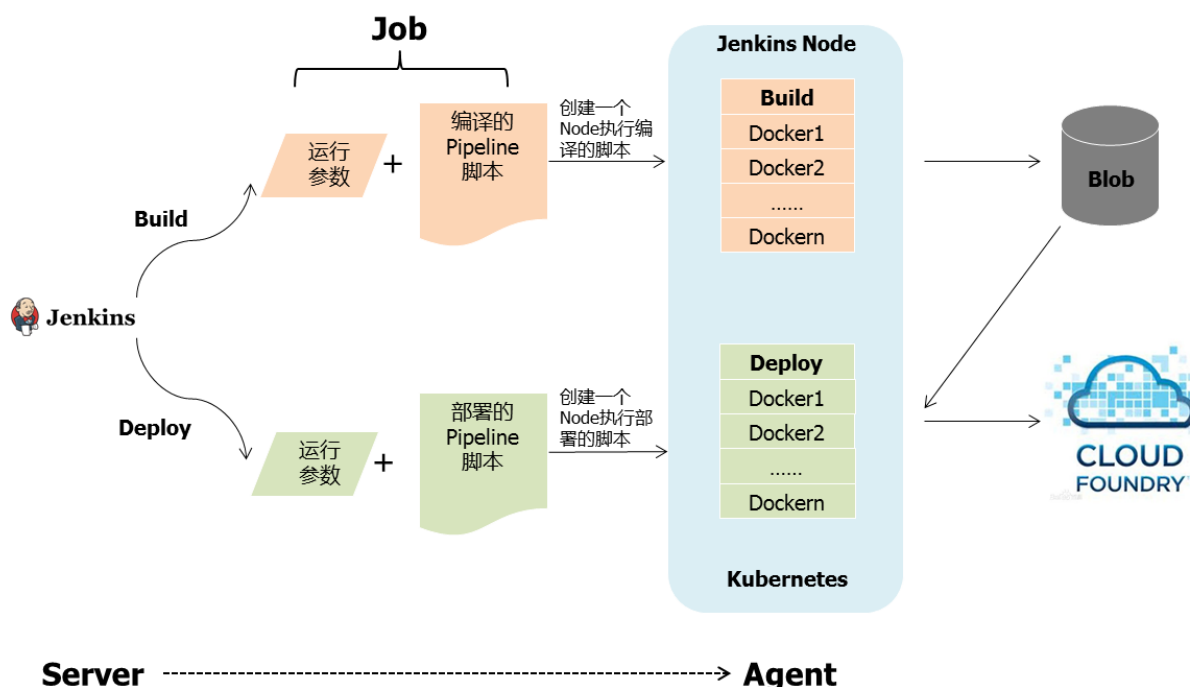 Job
Jenkins Node
运行
参数
+
编译的
Pipeline
脚本
创建一个
Node执行编
译的脚本
Build
Docker1
Docker2
……
Dockern
Blob
Build
Jenkins
Deploy
运行
参数
+
部署的
Pipeline
脚本
创建一个
Node执行部
署的脚本
Deploy
Docker1
Docker2
……
Dockern
Kubernetes
CLOUD
FOUNDRY
Server
Agent